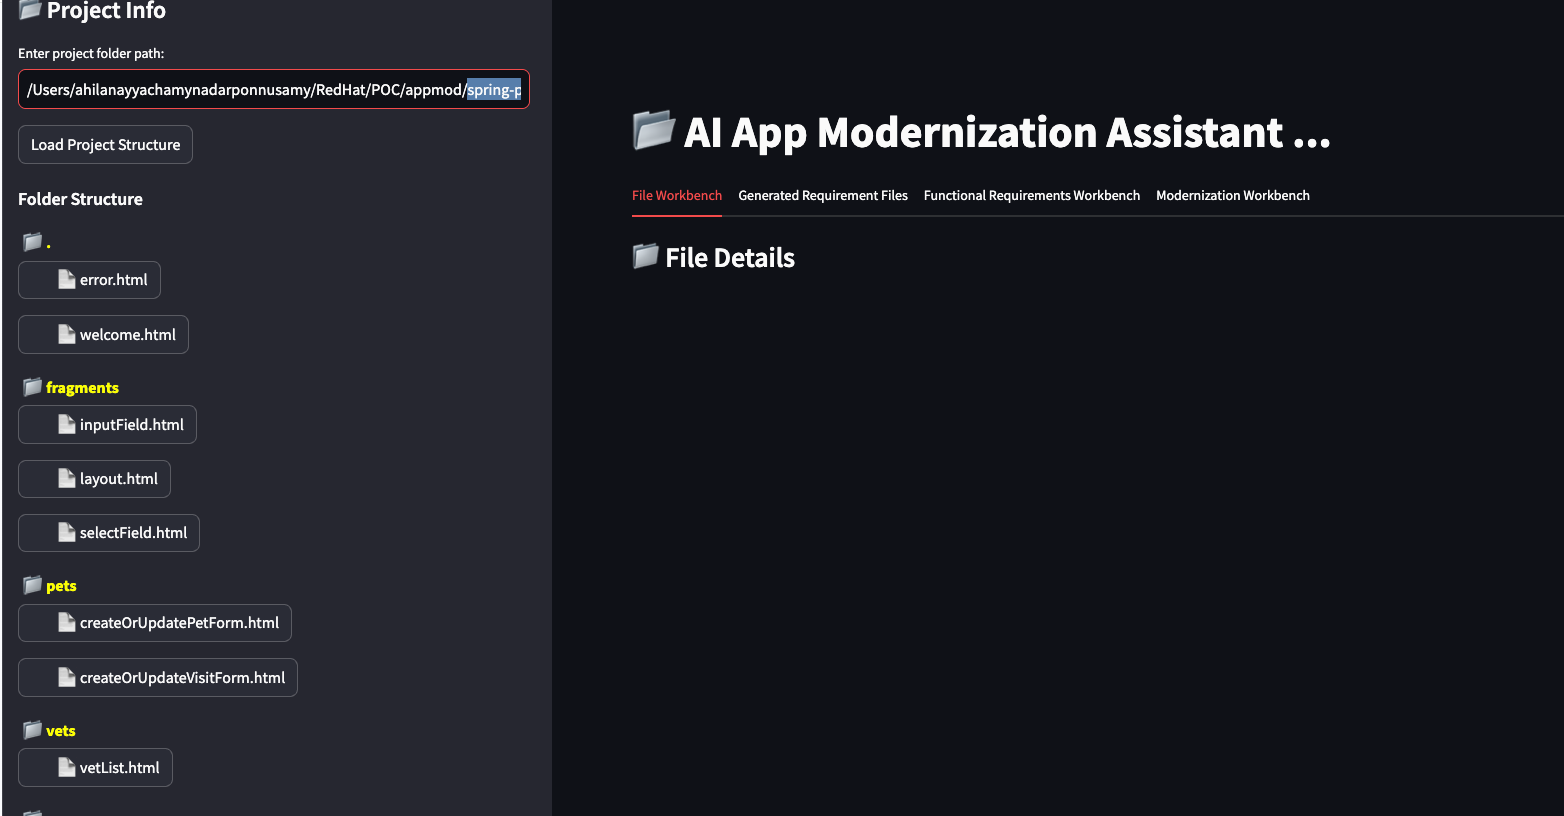 Project Info
Enter project folder path:
/Users/ahilanayyachamynadarponnusamy/RedHat/POC/appmod/spring-p
Load Project Structure
Folder Structure
.
error.html
welcome.html
fragments
inputField.html
layout.html
selectField.html
pets
createOrUpdatePetForm.html
createOrUpdateVisitForm.html
vets
vetList.html
AI App Modernization Assistant ...
File Workbench Generated Requirement Files Functional Requirements Workbench Modernization Workbench
File Details